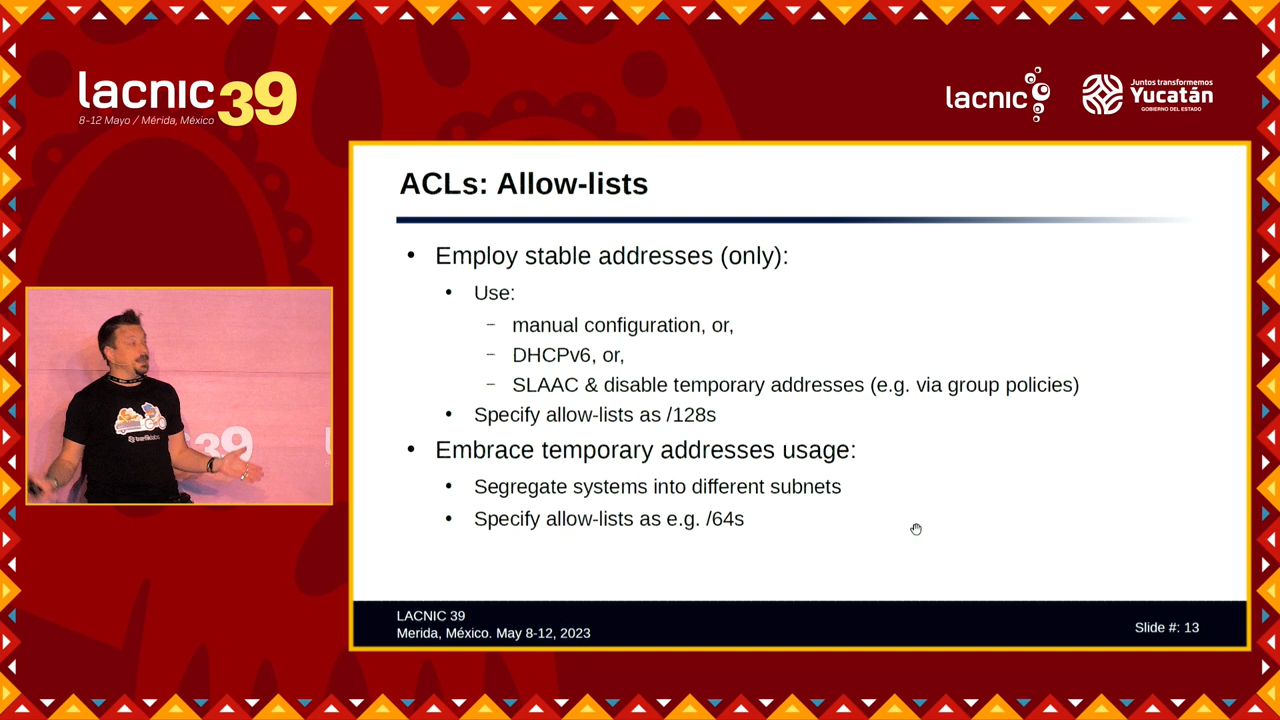 lacnic 39
8-12 Mayo / Mérida, México
lacnic
Juntos transformemos
Yucatán
GOBIERNO DEL ESTADO
ACLs: Allow-lists
• Employ stable addresses (only):
• Use:
– manual configuration, or,
– DHCPv6, or,
– SLAAC & disable temporary addresses (e.g. via group policies)
• Specify allow-lists as /128s
• Embrace temporary addresses usage:
• Segregate systems into different subnets
• Specify allow-lists as e.g. /64s
39
LACNIC 39
Merida, México. May 8-12, 2023
Slide #: 13